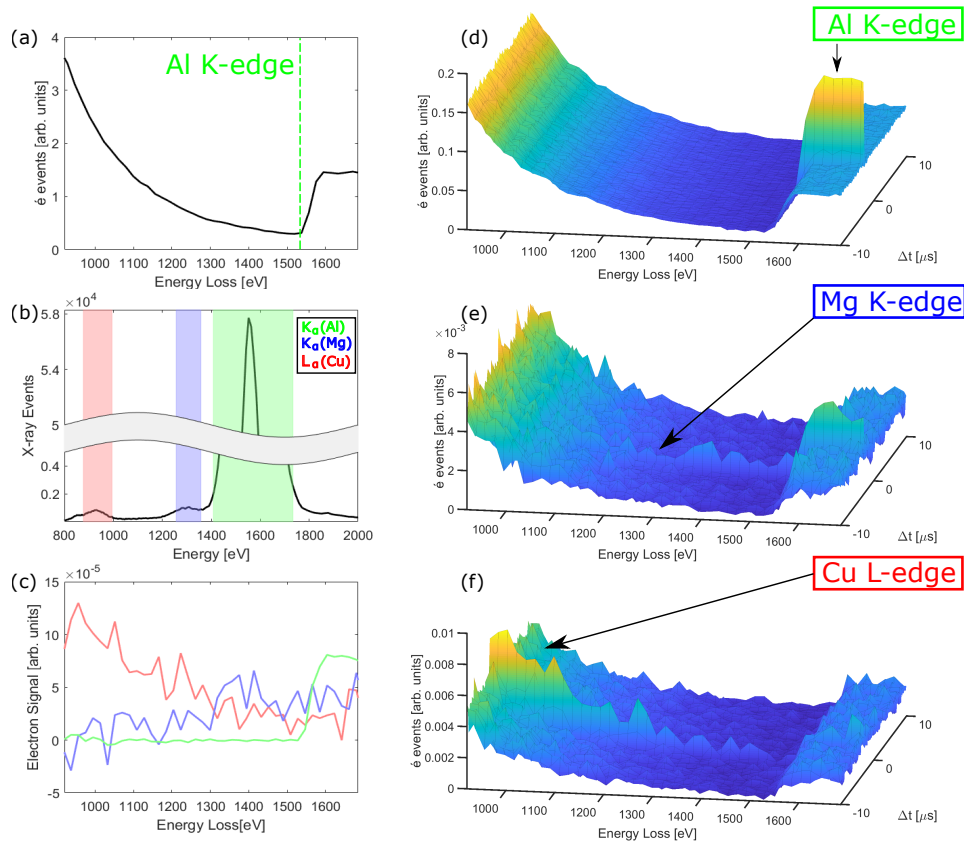 (a)
4
3
2
1
0
é events [arb. units]
Al K-edge
1000 1100 1200 1300 1400 1500 1600
Energy Loss [eV]
(b)
×10⁴
5.8
5.4
5
0.4
0.2
X-ray Events
Kα(Al)
Kα(Mg)
Lα(Cu)
800 1000 1200 1400 1600 1800 2000
Energy [eV]
(c)
×10⁻⁵
15
10
5
0
-5
Electron Signal [arb. units]
1000 1100 1200 1300 1400 1500 1600
Energy Loss[eV]
(d)
Al K-edge
0.2
0.15
0.1
0.05
0
é events [arb. units]
1000 1100 1200 1300 1400 1500 1600
Energy Loss [eV]
10
0
-10
Δt [μs]
(e)
Mg K-edge
×10⁻³
8
6
4
2
0
é events [arb. units]
1000 1100 1200 1300 1400 1500 1600
Energy Loss [eV]
10
0
-10
Δt [μs]
(f)
Cu L-edge
0.01
0.008
0.006
0.004
0.002
0
é events [arb. units]
1000 1100 1200 1300 1400 1500 1600
Energy Loss [eV]
10
0
-10
Δt [μs]